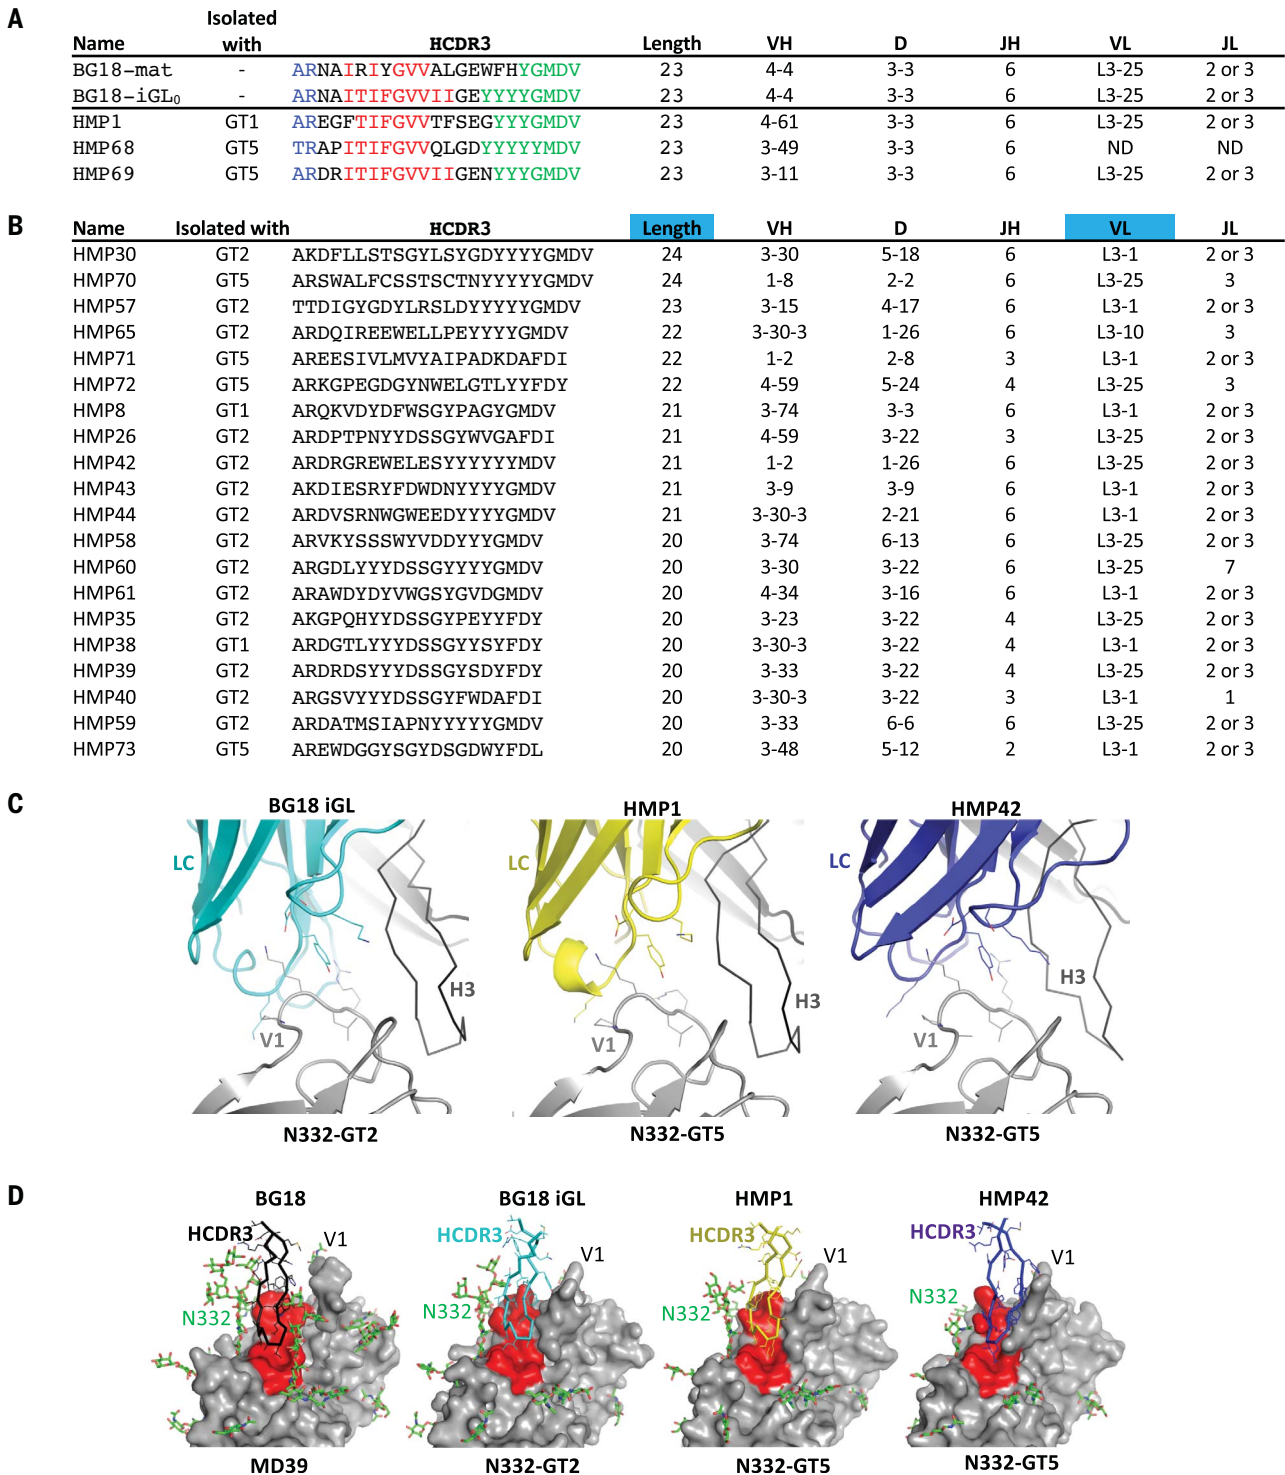 A
Isolated
Name with HCDR3 Length VH D JH VL JL
BG18-mat - ARNAIRIYGVVALGEWFHYGMDV 23 4-4 3-3 6 L3-25 2 or 3
BG18-iGL₀ - ARNAITIFGVVIIGEYYYYGMDV 23 4-4 3-3 6 L3-25 2 or 3
HMP1 GT1 AREGFTIFGVVTFSEGYYYGMDV 23 4-61 3-3 6 L3-25 2 or 3
HMP68 GT5 TRAPITIFGVVQLGDYYYYYMDV 23 3-49 3-3 6 ND ND
HMP69 GT5 ARDRITIFGVVIIGENYYYGMDV 23 3-11 3-3 6 L3-25 2 or 3
B
Name Isolated with HCDR3 Length VH D JH VL JL
HMP30 GT2 AKDFLLSTSGYLSYGDYYYYGMDV 24 3-30 5-18 6 L3-1 2 or 3
HMP70 GT5 ARSWALFCSSTSCTNYYYYYGMDV 24 1-8 2-2 6 L3-25 3
HMP57 GT2 TTDIGYGDYLRSLDYYYYYGMDV 23 3-15 4-17 6 L3-1 2 or 3
HMP65 GT2 ARDQIREEWELLPEYYYYGMDV 22 3-30-3 1-26 6 L3-10 3
HMP71 GT5 AREESIVLMVYAIPADKDAFDI 22 1-2 2-8 3 L3-1 2 or 3
HMP72 GT5 ARKGPEGDGYNWELGTLYYFDY 22 4-59 5-24 4 L3-25 3
HMP8 GT1 ARQKVDYDFWSGYPAGYGMDV 21 3-74 3-3 6 L3-1 2 or 3
HMP26 GT2 ARDPTPNYYDSSGYWVGAFDI 21 4-59 3-22 3 L3-25 2 or 3
HMP42 GT2 ARDRGREWELESYYYYYYMDV 21 1-2 1-26 6 L3-25 2 or 3
HMP43 GT2 AKDIESRYFDWDNYYYYGMDV 21 3-9 3-9 6 L3-1 2 or 3
HMP44 GT2 ARDVSRNWGWEEDYYYYGMDV 21 3-30-3 2-21 6 L3-1 2 or 3
HMP58 GT2 ARVKYSSSWYVDDYYYGMDV 20 3-74 6-13 6 L3-25 2 or 3
HMP60 GT2 ARGDLYYYDSSGYYYYGMDV 20 3-30 3-22 6 L3-25 7
HMP61 GT2 ARAWDYDYVWGSYGVDGMDV 20 4-34 3-16 6 L3-1 2 or 3
HMP35 GT2 AKGPQHYYDSSGYPEYYFDY 20 3-23 3-22 4 L3-25 2 or 3
HMP38 GT1 ARDGTLYYYDSSGYYSYFDY 20 3-30-3 3-22 4 L3-1 2 or 3
HMP39 GT2 ARDRDSYYYDSSGYSDYFDY 20 3-33 3-22 4 L3-25 2 or 3
HMP40 GT2 ARGSVYYYDSSGYFWDAFDI 20 3-30-3 3-22 3 L3-1 1
HMP59 GT2 ARDATMSIAPNYYYYYGMDV 20 3-33 6-6 6 L3-25 2 or 3
HMP73 GT5 AREWDGGYSGYDSGDWYFDL 20 3-48 5-12 2 L3-1 2 or 3
C
BG18 iGL HMP1 HMP42
LC LC LC
H3 H3 H3
V1 V1 V1
N332-GT2 N332-GT5 N332-GT5
D
BG18 BG18 iGL HMP1 HMP42
HCDR3 HCDR3 HCDR3 HCDR3
V1 V1 V1 V1
N332 N332 N332 N332
MD39 N332-GT2 N332-GT5 N332-GT5